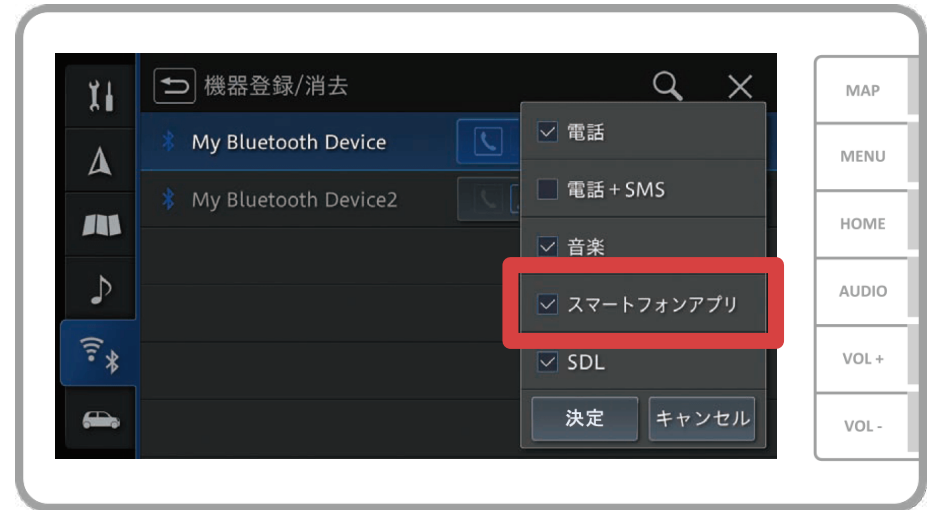 機器登録/消去
My Bluetooth Device
My Bluetooth Device2
電話
電話+SMS
音楽
スマートフォンアプリ
SDL
決定
キャンセル
MAP
MENU
HOME
AUDIO
VOL +
VOL -